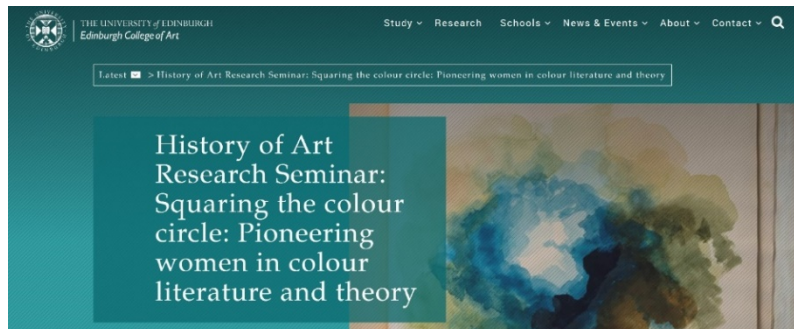 THE UNIVERSITY of EDINBURGH
Edinburgh College of Art
Study Research Schools News & Events About Contact
Latest > History of Art Research Seminar: Squaring the colour circle: Pioneering women in colour literature and theory
History of Art
Research Seminar:
Squaring the colour
circle: Pioneering
women in colour
literature and theory